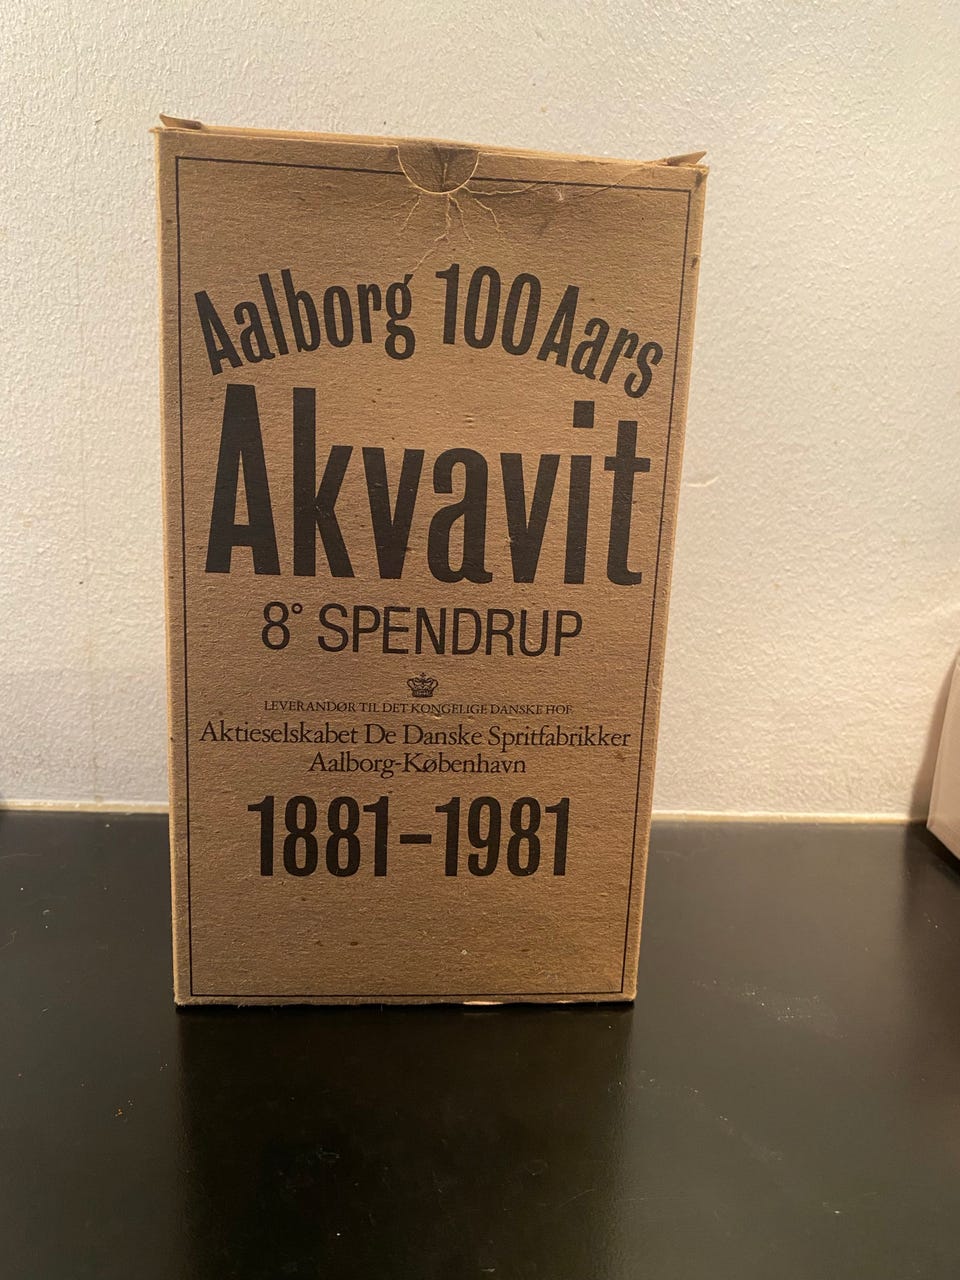 Aalborg 100 Aars
Akvavit
8° SPENDRUP
LEVERANDØR TIL DET KONGELIGE DANSKE HOF
Aktieselskabet De Danske Spritfabrikker
Aalborg-København
1881-1981